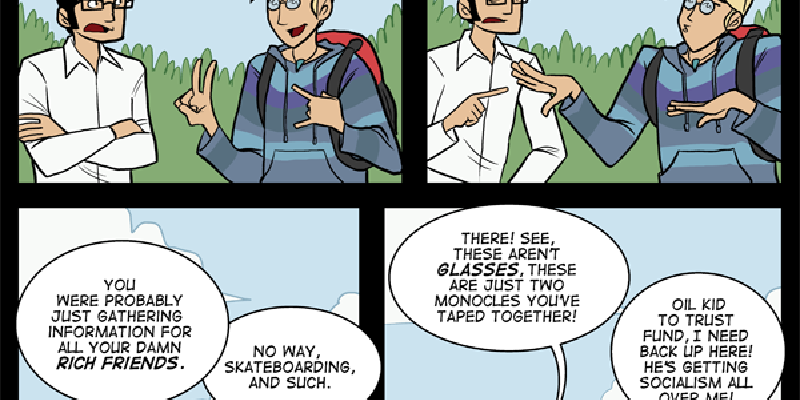 YOU
WERE PROBABLY
JUST GATHERING
INFORMATION FOR
ALL YOUR DAMN
RICH FRIENDS.
NO WAY,
SKATEBOARDING,
AND SUCH.
THERE! SEE,
THESE AREN'T
GLASSES, THESE
ARE JUST TWO
MONOCLES YOU'VE
TAPED TOGETHER!
OIL KID
TO TRUST
FUND, I NEED
BACK UP HERE!
HE'S GETTING
SOCIALISM ALL
OVER ME!